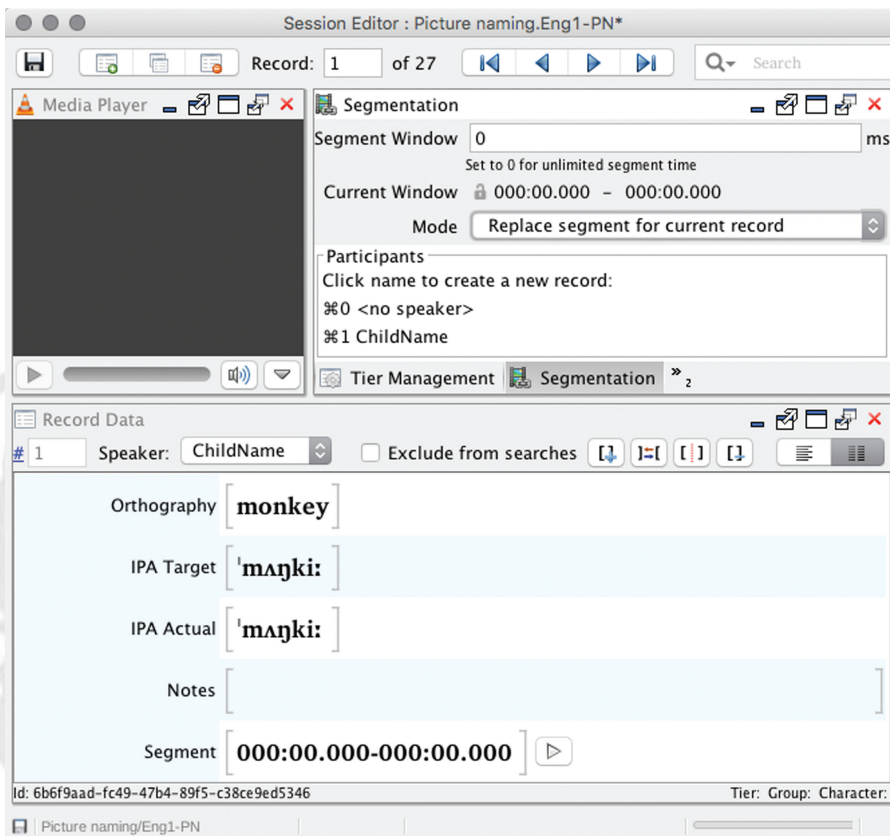 Session Editor : Picture naming.Eng1-PN*
Record: 1 of 27 Search
Media Player
Segmentation
Segment Window 0 ms
Set to 0 for unlimited segment time
Current Window 000:00.000 – 000:00.000
Mode Replace segment for current record
Participants
Click name to create a new record:
⌘0 <no speaker>
⌘1 ChildName
Tier Management Segmentation »2
Record Data
# 1 Speaker: ChildName Exclude from searches
Orthography [monkey]
IPA Target [ˈmʌŋkiː]
IPA Actual [ˈmʌŋkiː]
Notes [ ]
Segment [000:00.000-000:00.000]
Id: 6b6f9aad-fc49-47b4-89f5-c38ce9ed5346 Tier: Group: Character:
Picture naming/Eng1-PN